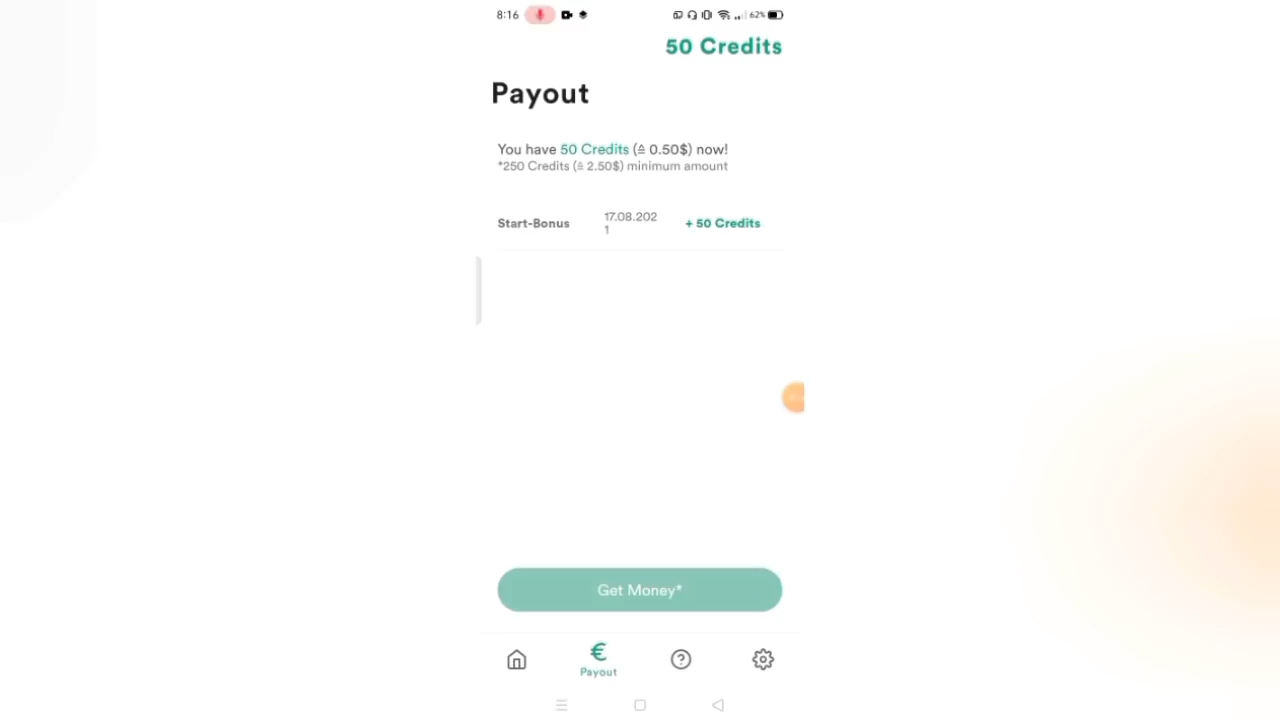 8:16
62%
50 Credits
Payout
You have 50 Credits (≙ 0.50$) now!
*250 Credits (≙ 2.50$) minimum amount
Start-Bonus
17.08.202
1
+ 50 Credits
Get Money*
€
Payout